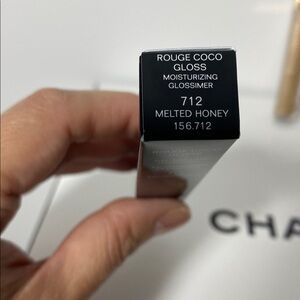 ROUGE COCO
GLOSS
MOISTURIZING
GLOSSIMER
712
MELTED HONEY
156.712
CHA